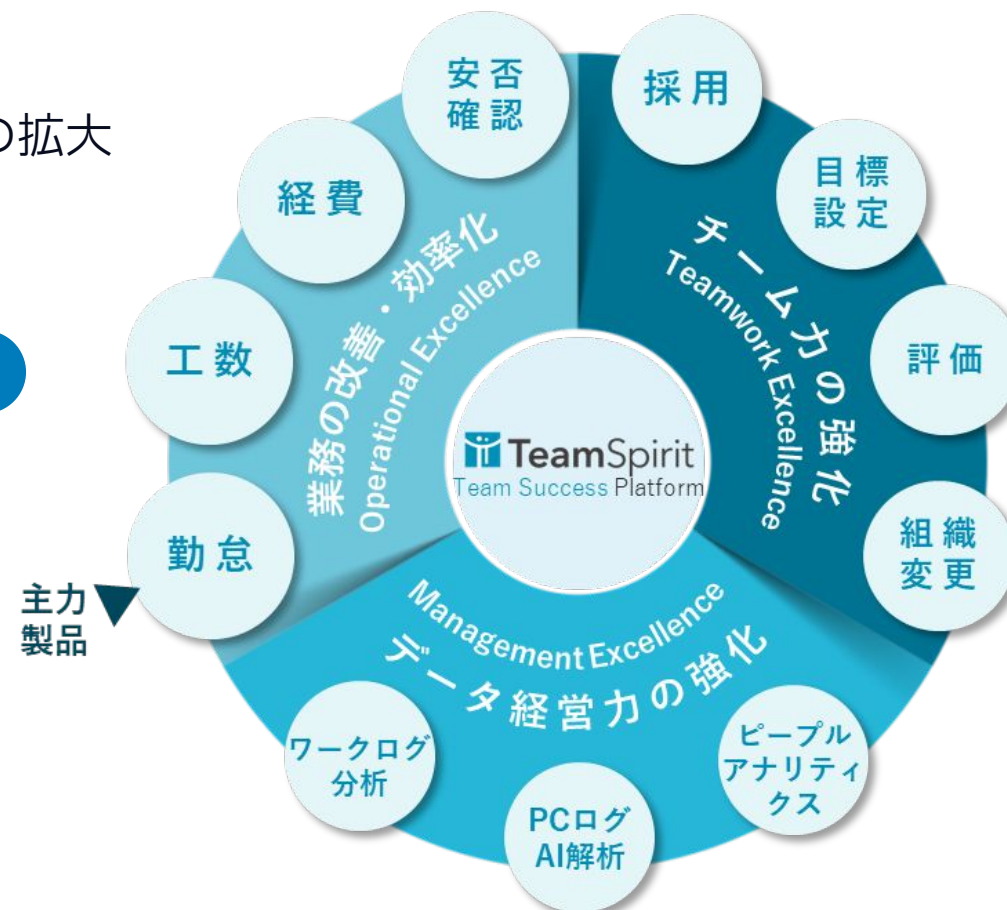 の拡大
安否
確認
経費
工数
勤怠
主力
製品
業務の改善・効率化
Operational Excellence
採用
目標
設定
評価
組織
変更
チーム力の強化
Teamwork Excellence
TeamSpirit
Team Success Platform
Management Excellence
データ経営力の強化
ワークログ
分析
PCログ
AI解析
ピープル
アナリティ
クス